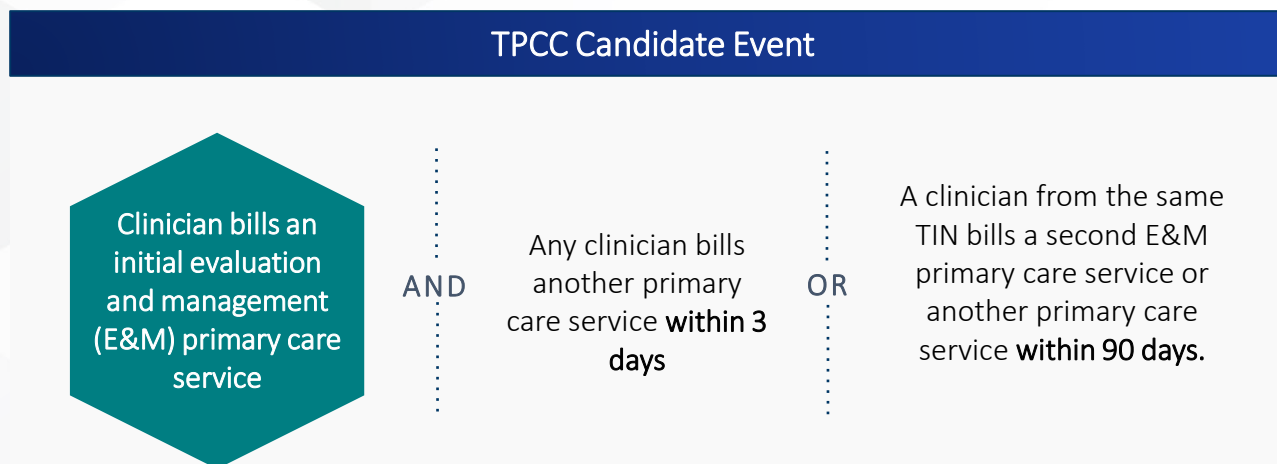 TPCC Candidate Event
Clinician bills an
initial evaluation
and management
(E&M) primary care
service
AND
Any clinician bills
another primary
care service within 3
days
OR
A clinician from the same
TIN bills a second E&M
primary care service or
another primary care
service within 90 days.